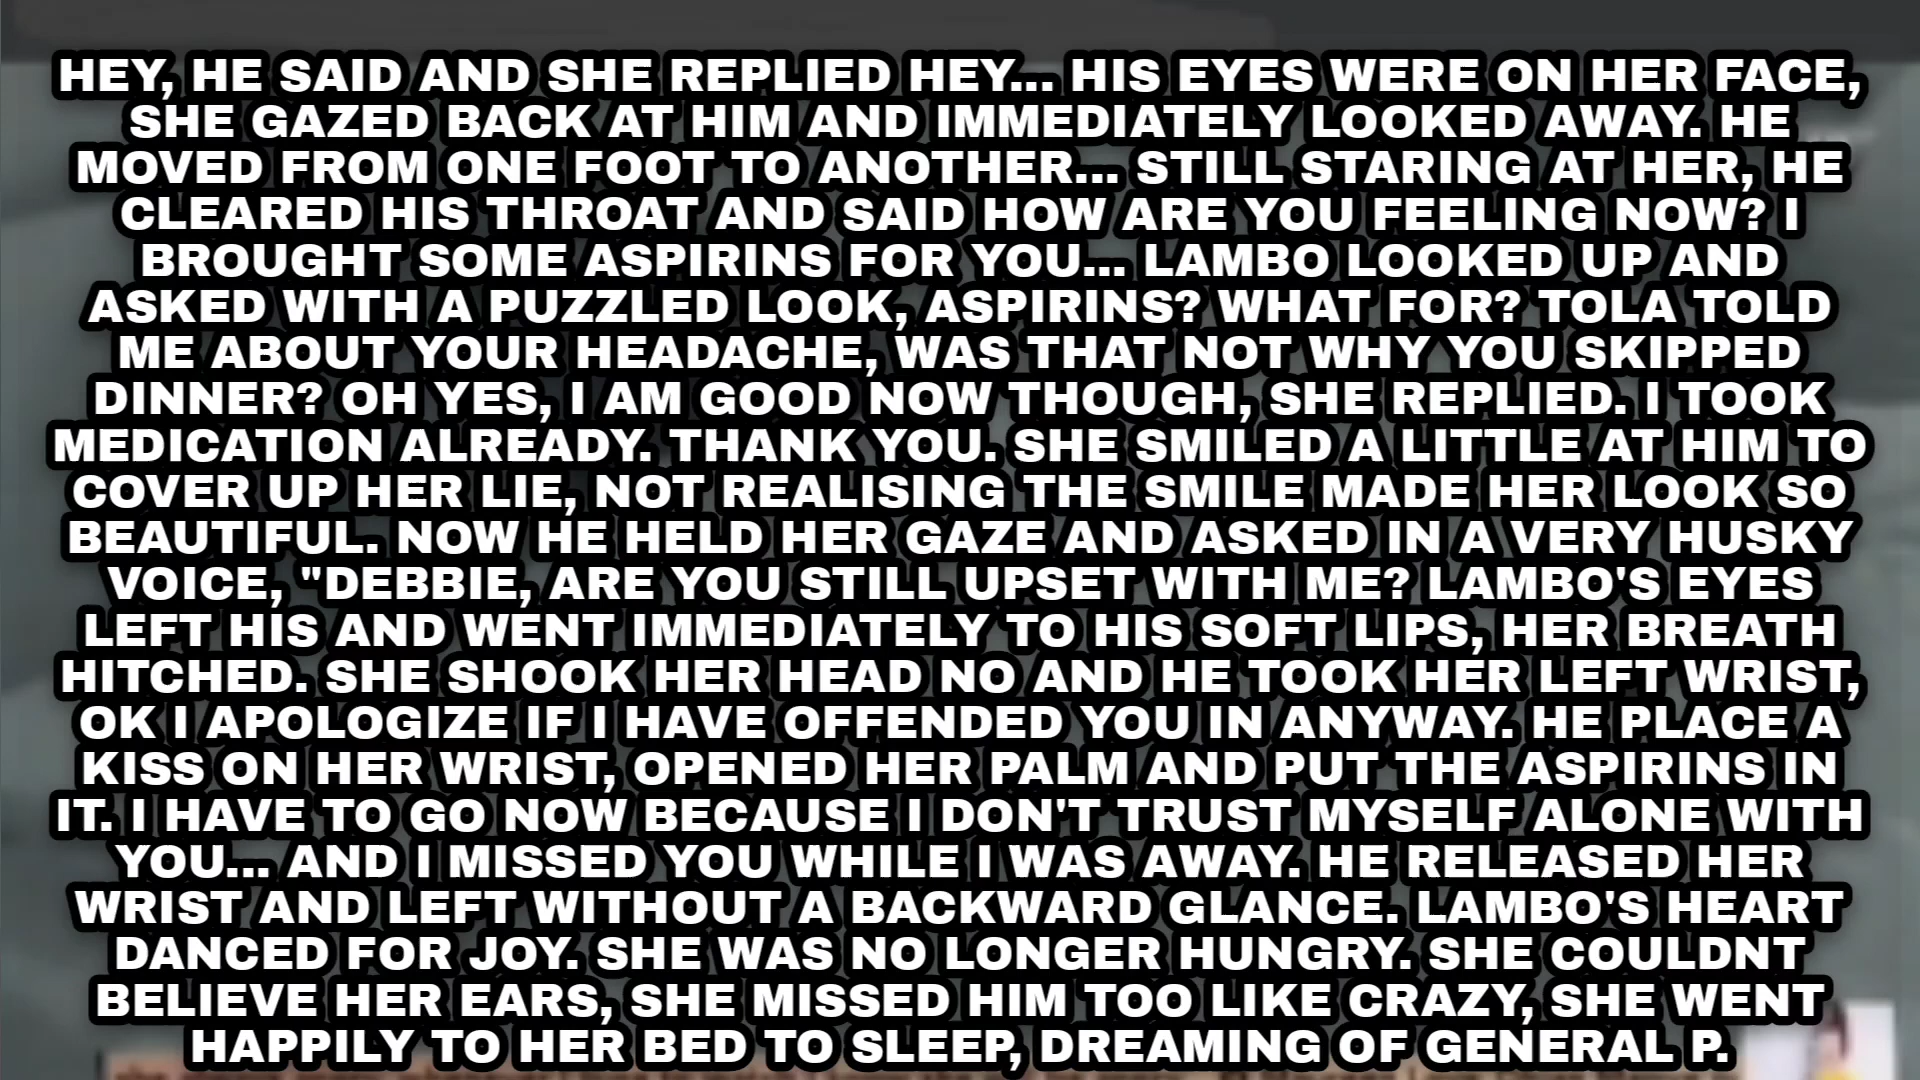 HEY, HE SAID AND SHE REPLIED HEY... HIS EYES WERE ON HER FACE,
SHE GAZED BACK AT HIM AND IMMEDIATELY LOOKED AWAY. HE
MOVED FROM ONE FOOT TO ANOTHER... STILL STARING AT HER, HE
CLEARED HIS THROAT AND SAID HOW ARE YOU FEELING NOW? I
BROUGHT SOME ASPIRINS FOR YOU... LAMBO LOOKED UP AND
ASKED WITH A PUZZLED LOOK, ASPIRINS? WHAT FOR? TOLA TOLD
ME ABOUT YOUR HEADACHE, WAS THAT NOT WHY YOU SKIPPED
DINNER? OH YES, I AM GOOD NOW THOUGH, SHE REPLIED. I TOOK
MEDICATION ALREADY. THANK YOU. SHE SMILED A LITTLE AT HIM TO
COVER UP HER LIE, NOT REALISING THE SMILE MADE HER LOOK SO
BEAUTIFUL. NOW HE HELD HER GAZE AND ASKED IN A VERY HUSKY
VOICE, "DEBBIE, ARE YOU STILL UPSET WITH ME? LAMBO'S EYES
LEFT HIS AND WENT IMMEDIATELY TO HIS SOFT LIPS, HER BREATH
HITCHED. SHE SHOOK HER HEAD NO AND HE TOOK HER LEFT WRIST,
OK I APOLOGIZE IF I HAVE OFFENDED YOU IN ANYWAY. HE PLACE A
KISS ON HER WRIST, OPENED HER PALM AND PUT THE ASPIRINS IN
IT. I HAVE TO GO NOW BECAUSE I DON'T TRUST MYSELF ALONE WITH
YOU... AND I MISSED YOU WHILE I WAS AWAY. HE RELEASED HER
WRIST AND LEFT WITHOUT A BACKWARD GLANCE. LAMBO'S HEART
DANCED FOR JOY. SHE WAS NO LONGER HUNGRY. SHE COULDNT
BELIEVE HER EARS, SHE MISSED HIM TOO LIKE CRAZY, SHE WENT
HAPPILY TO HER BED TO SLEEP, DREAMING OF GENERAL P.